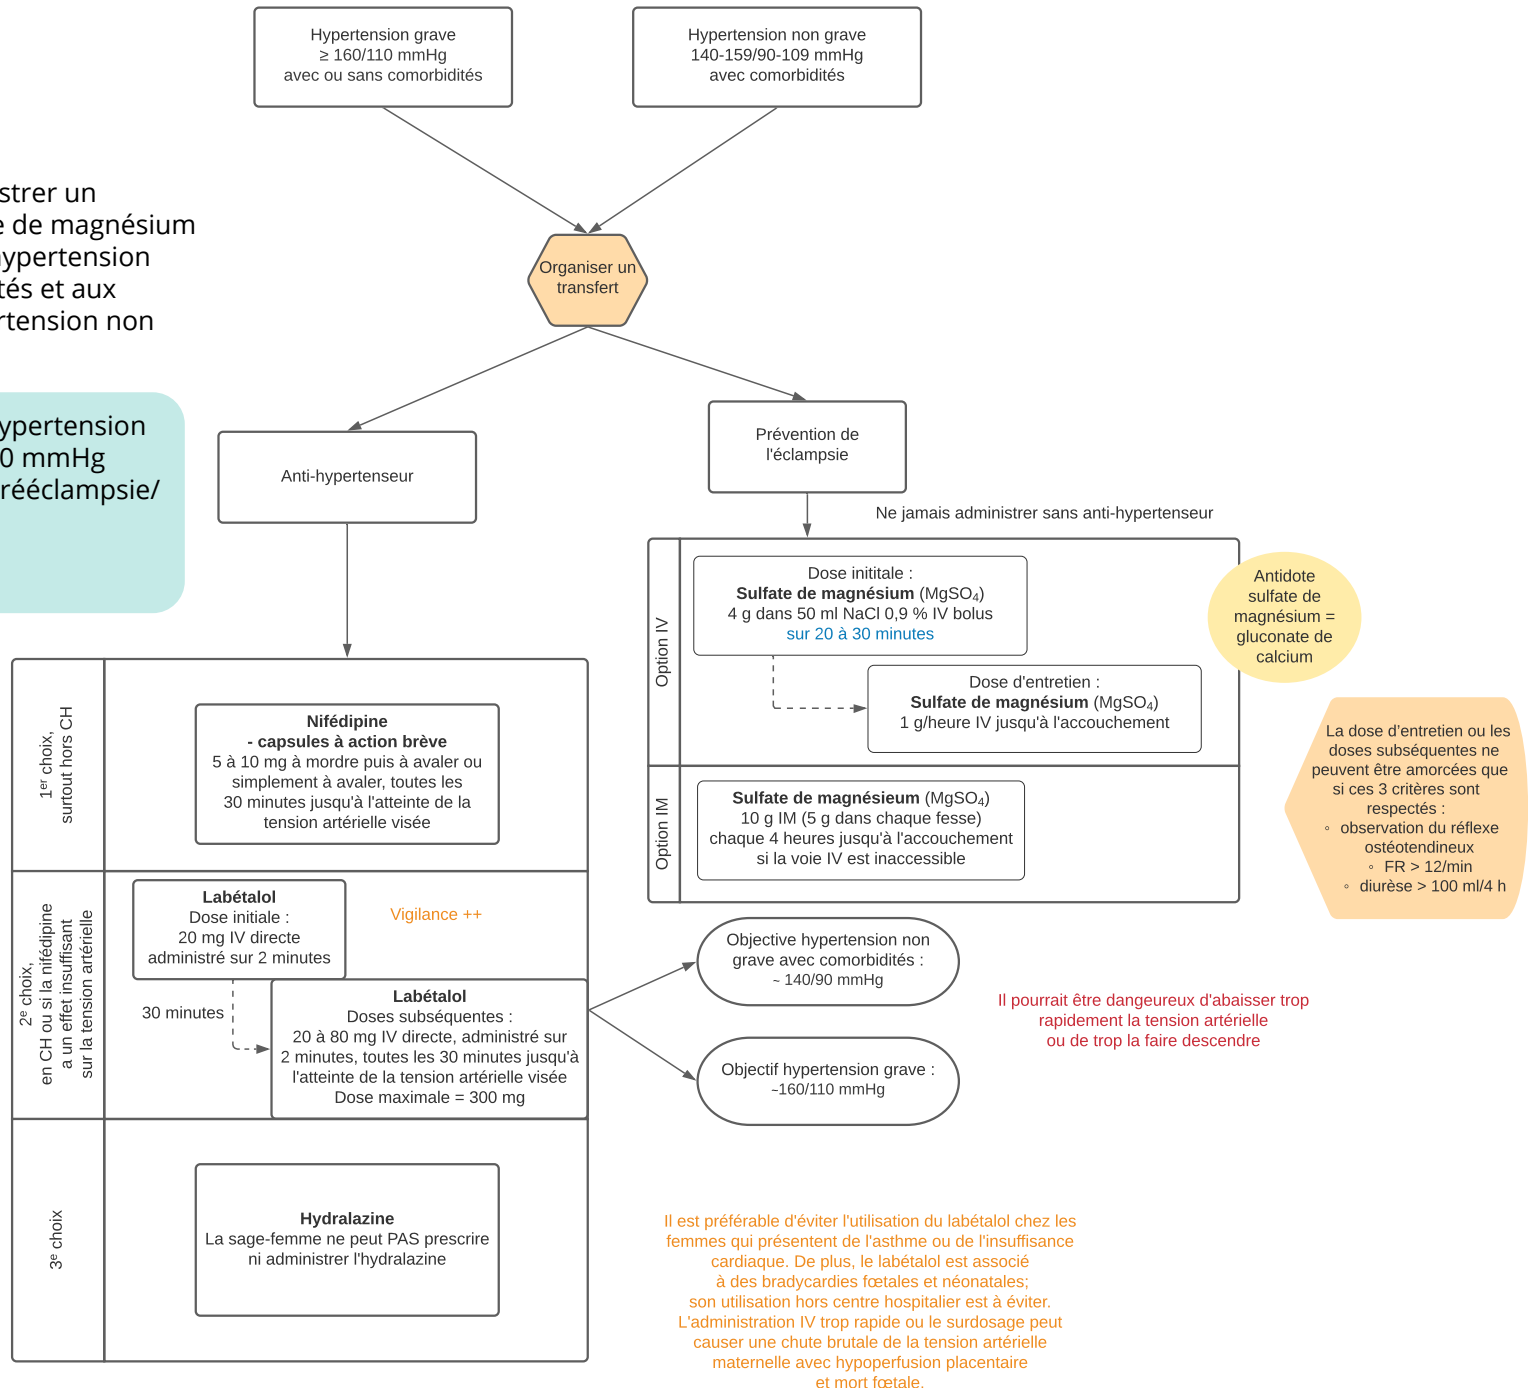 Hypertension grave
≥ 160/110 mmHg
avec ou sans comorbidités
Hypertension non grave
140-159/90-109 mmHg
avec comorbidités
strer un
e de magnésium
hypertension
tés et aux
rtension non
Organiser un
transfert
ypertension
0 mmHg
rééclampsie/
Anti-hypertenseur
Prévention de
l'éclampsie
Ne jamais administrer sans anti-hypertenseur
Option IV
Dose inititale :
Sulfate de magnésium (MgSO₄)
4 g dans 50 ml NaCl 0,9 % IV bolus
sur 20 à 30 minutes
Dose d'entretien :
Sulfate de magnésium (MgSO₄)
1 g/heure IV jusqu'à l'accouchement
Antidote
sulfate de
magnésium =
gluconate de
calcium
Option IM
Sulfate de magnésieum (MgSO₄)
10 g IM (5 g dans chaque fesse)
chaque 4 heures jusqu'à l'accouchement
si la voie IV est inaccessible
La dose d'entretien ou les
doses subséquentes ne
peuvent être amorcées que
si ces 3 critères sont
respectés :
◦ observation du réflexe
ostéotendineux
◦ FR > 12/min
◦ diurèse > 100 ml/4 h
1er choix,
surtout hors CH
Nifédipine
- capsules à action brève
5 à 10 mg à mordre puis à avaler ou
simplement à avaler, toutes les
30 minutes jusqu'à l'atteinte de la
tension artérielle visée
2e choix,
en CH ou si la nifédipine
a un effet insuffisant
sur la tension artérielle
Labétalol
Dose initiale :
20 mg IV directe
administré sur 2 minutes
Vigilance ++
30 minutes
Labétalol
Doses subséquentes :
20 à 80 mg IV directe, administré sur
2 minutes, toutes les 30 minutes jusqu'à
l'atteinte de la tension artérielle visée
Dose maximale = 300 mg
Objective hypertension non
grave avec comorbidités :
~ 140/90 mmHg
Objectif hypertension grave :
~160/110 mmHg
Il pourrait être dangeureux d'abaisser trop
rapidement la tension artérielle
ou de trop la faire descendre
3e choix
Hydralazine
La sage-femme ne peut PAS prescrire
ni administrer l'hydralazine
Il est préférable d'éviter l'utilisation du labétalol chez les
femmes qui présentent de l'asthme ou de l'insuffisance
cardiaque. De plus, le labétalol est associé
à des bradycardies fœtales et néonatales;
son utilisation hors centre hospitalier est à éviter.
L'administration IV trop rapide ou le surdosage peut
causer une chute brutale de la tension artérielle
maternelle avec hypoperfusion placentaire
et mort fœtale.